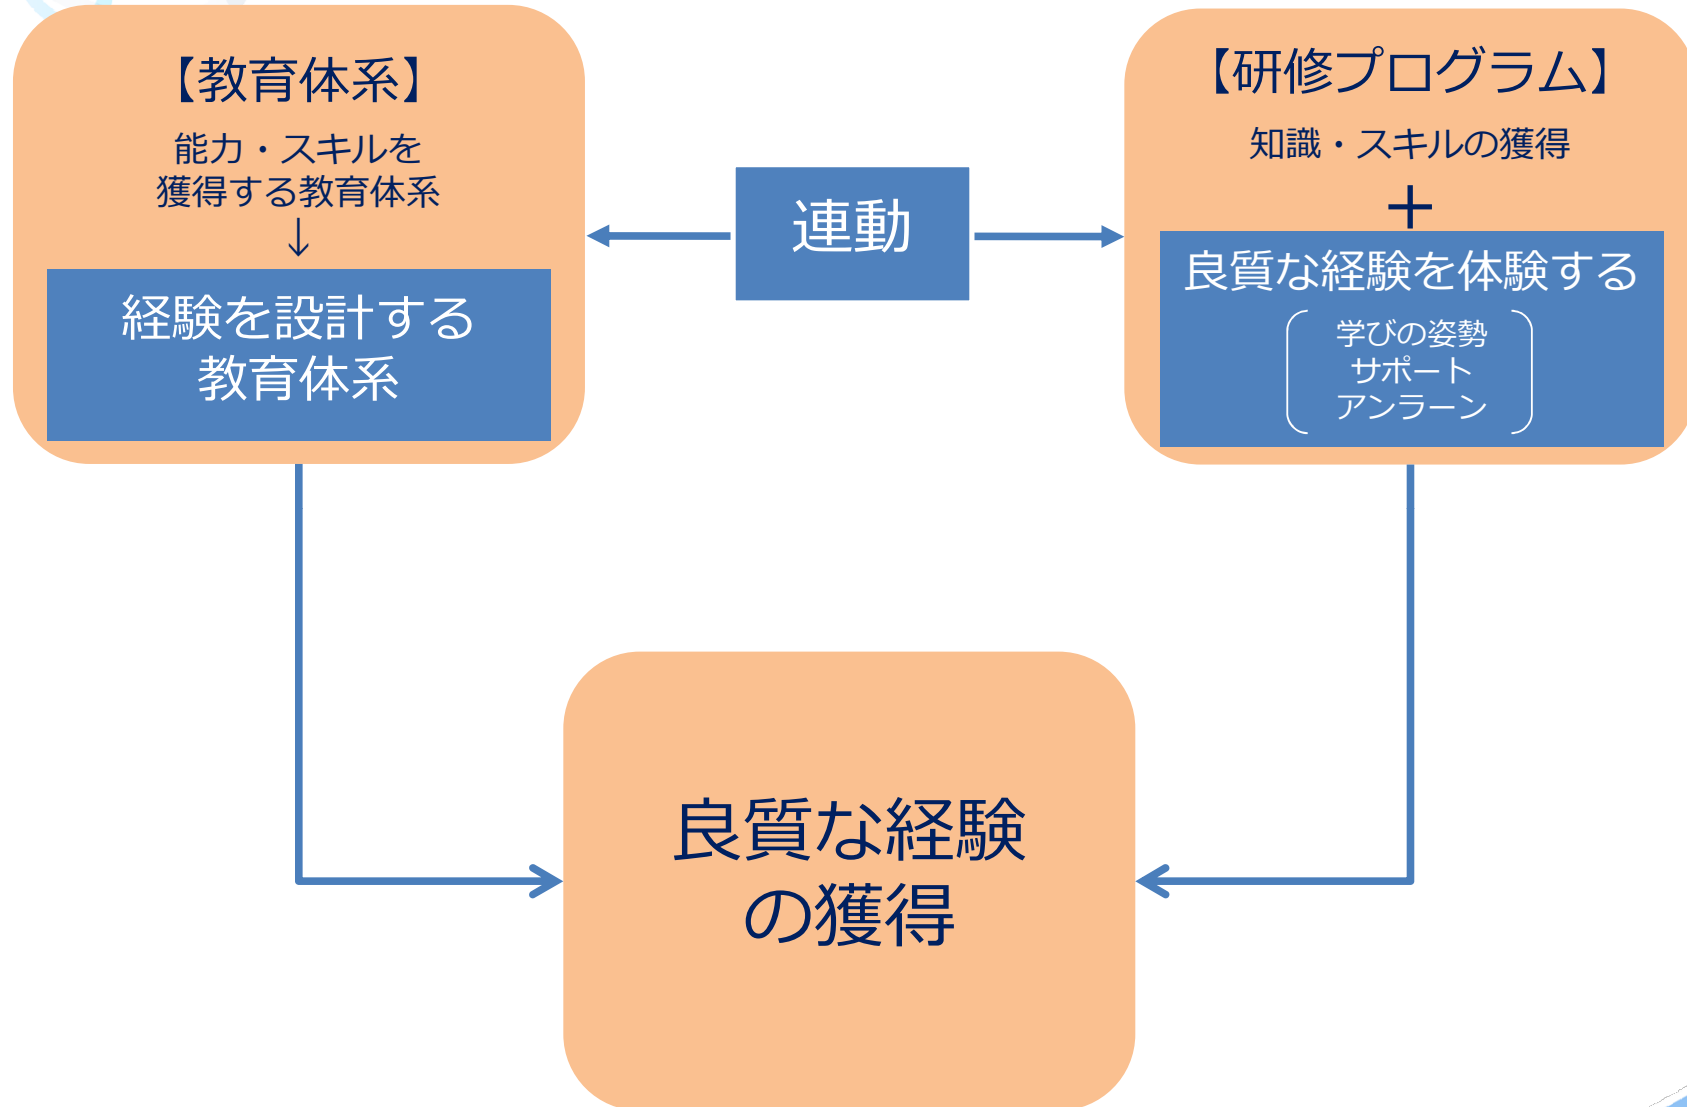 【教育体系】
能力・スキルを
獲得する教育体系
↓
経験を設計する
教育体系
連動
【研修プログラム】
知識・スキルの獲得
＋
良質な経験を体験する
学びの姿勢
サポート
アンラーン
良質な経験
の獲得